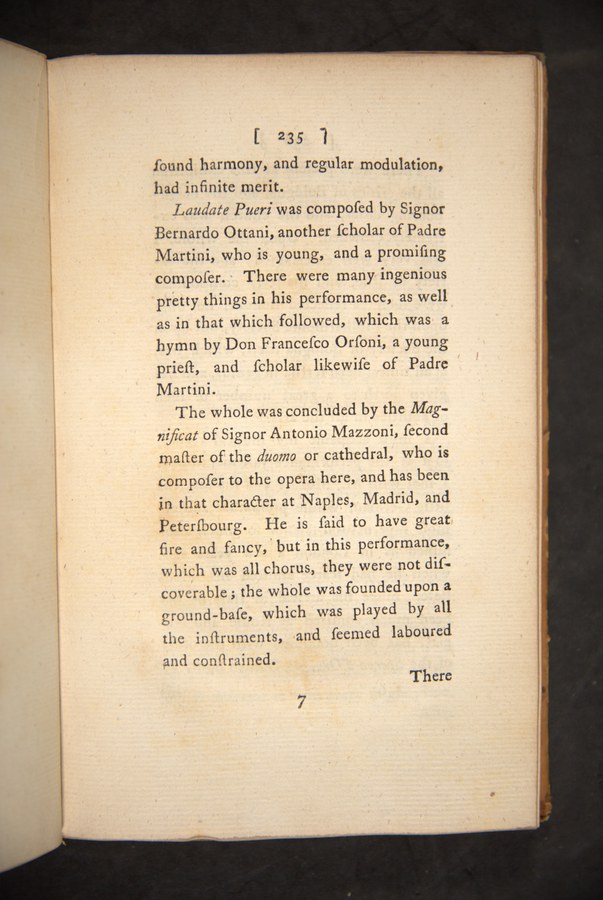 [ 235 ]
ſound harmony, and regular modulation,
had infinite merit.
Laudate Pueri was compoſed by Signor
Bernardo Ottani, another ſcholar of Padre
Martini, who is young, and a promiſing
compoſer. There were many ingenious
pretty things in his performance, as well
as in that which followed, which was a
hymn by Don Franceſco Orſoni, a young
prieſt, and ſcholar likewiſe of Padre
Martini.
The whole was concluded by the Mag-
nificat of Signor Antonio Mazzoni, ſecond
maſter of the duomo or cathedral, who is
compoſer to the opera here, and has been
in that character at Naples, Madrid, and
Peterſbourg. He is ſaid to have great
fire and fancy, but in this performance,
which was all chorus, they were not diſ-
coverable; the whole was founded upon a
ground-baſe, which was played by all
the inſtruments, and ſeemed laboured
and conſtrained.
There
7